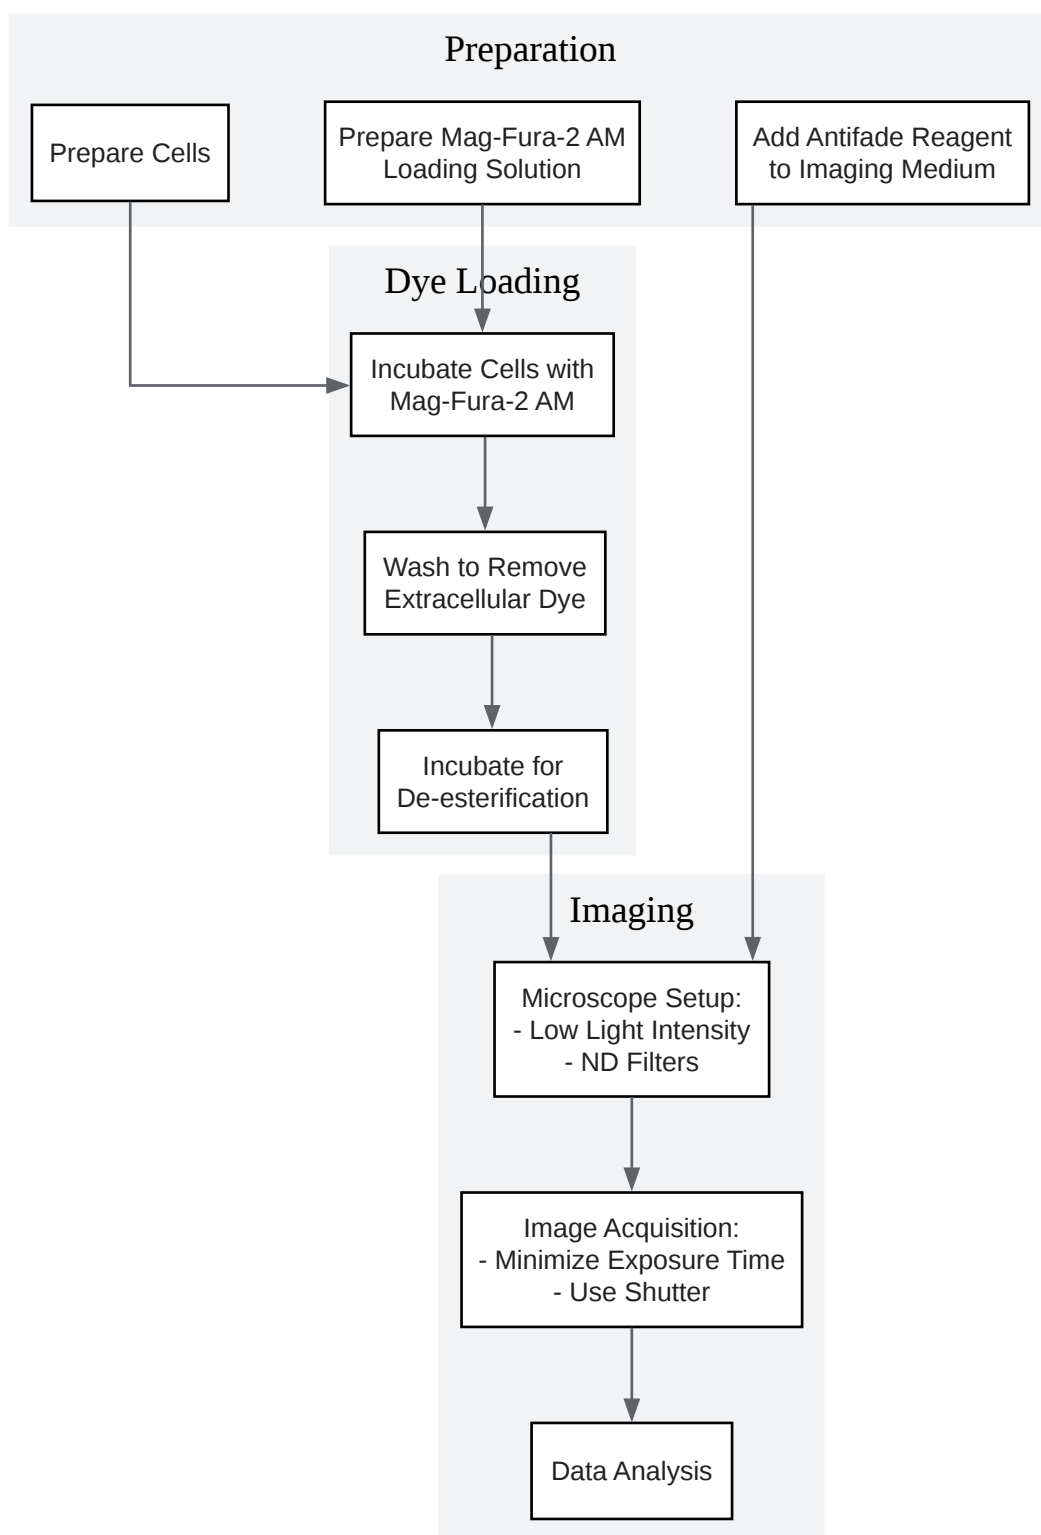 Preparation
Prepare Cells
Prepare Mag-Fura-2 AM
Loading Solution
Add Antifade Reagent
to Imaging Medium
Dye Loading
Incubate Cells with
Mag-Fura-2 AM
Wash to Remove
Extracellular Dye
Incubate for
De-esterification
Imaging
Microscope Setup:
- Low Light Intensity
- ND Filters
Image Acquisition:
- Minimize Exposure Time
- Use Shutter
Data Analysis